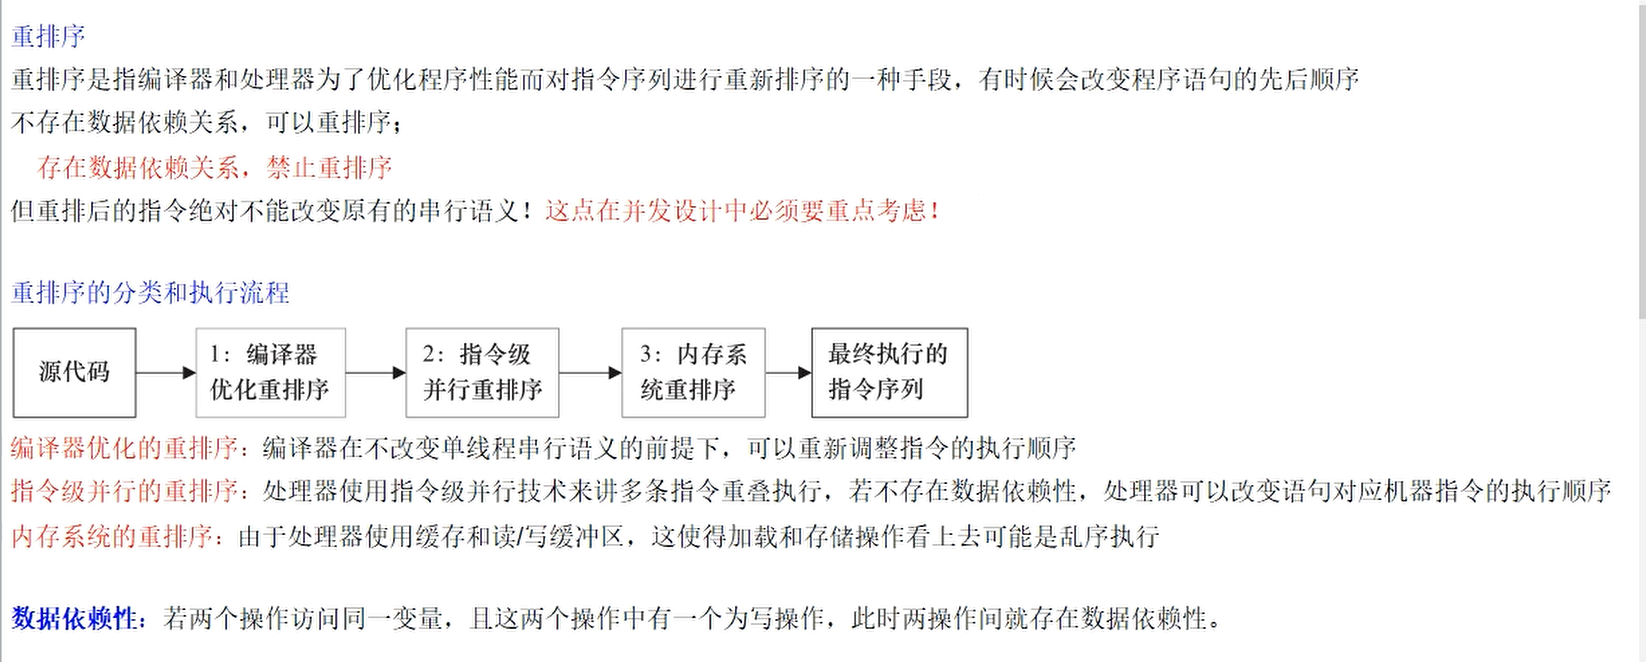 重排序
重排序是指编译器和处理器为了优化程序性能而对指令序列进行重新排序的一种手段，有时候会改变程序语句的先后顺序
不存在数据依赖关系，可以重排序；
存在数据依赖关系，禁止重排序
但重排后的指令绝对不能改变原有的串行语义！这点在并发设计中必须要重点考虑！
重排序的分类和执行流程
源代码
1：编译器
优化重排序
2：指令级
并行重排序
3：内存系
统重排序
最终执行的
指令序列
编译器优化的重排序：编译器在不改变单线程串行语义的前提下，可以重新调整指令的执行顺序
指令级并行的重排序：处理器使用指令级并行技术来讲多条指令重叠执行，若不存在数据依赖性，处理器可以改变语句对应机器指令的执行顺序
内存系统的重排序：由于处理器使用缓存和读/写缓冲区，这使得加载和存储操作看上去可能是乱序执行
数据依赖性：若两个操作访问同一变量，且这两个操作中有一个为写操作，此时两操作间就存在数据依赖性。